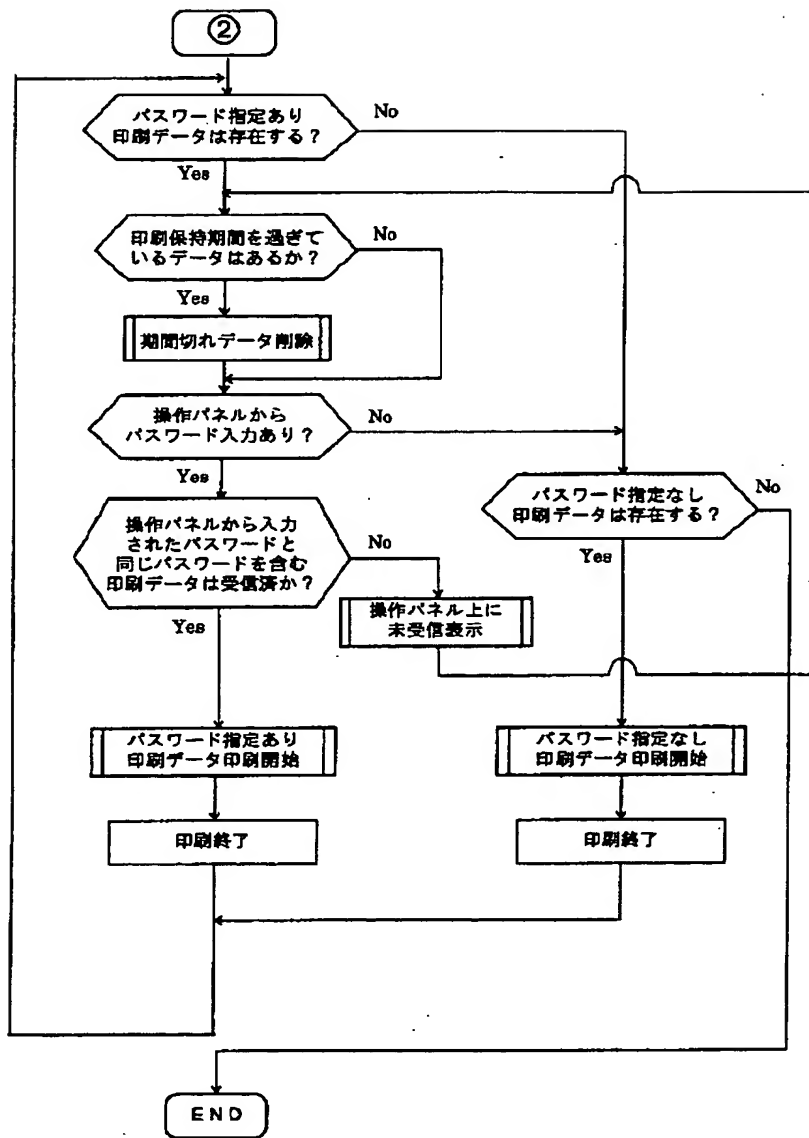 ②
パスワード指定あり
印刷データは存在する?
No
Yes
印刷保持期間を過ぎて
いるデータはあるか?
No
Yes
期間切れデータ削除
操作パネルから
パスワード入力あり?
No
Yes
パスワード指定なし
印刷データは存在する?
No
Yes
操作パネルから入力
されたパスワードと
同じパスワードを含む
印刷データは受信済か?
No
Yes
操作パネル上に
未受信表示
パスワード指定あり
印刷データ印刷開始
パスワード指定なし
印刷データ印刷開始
印刷終了
印刷終了
END